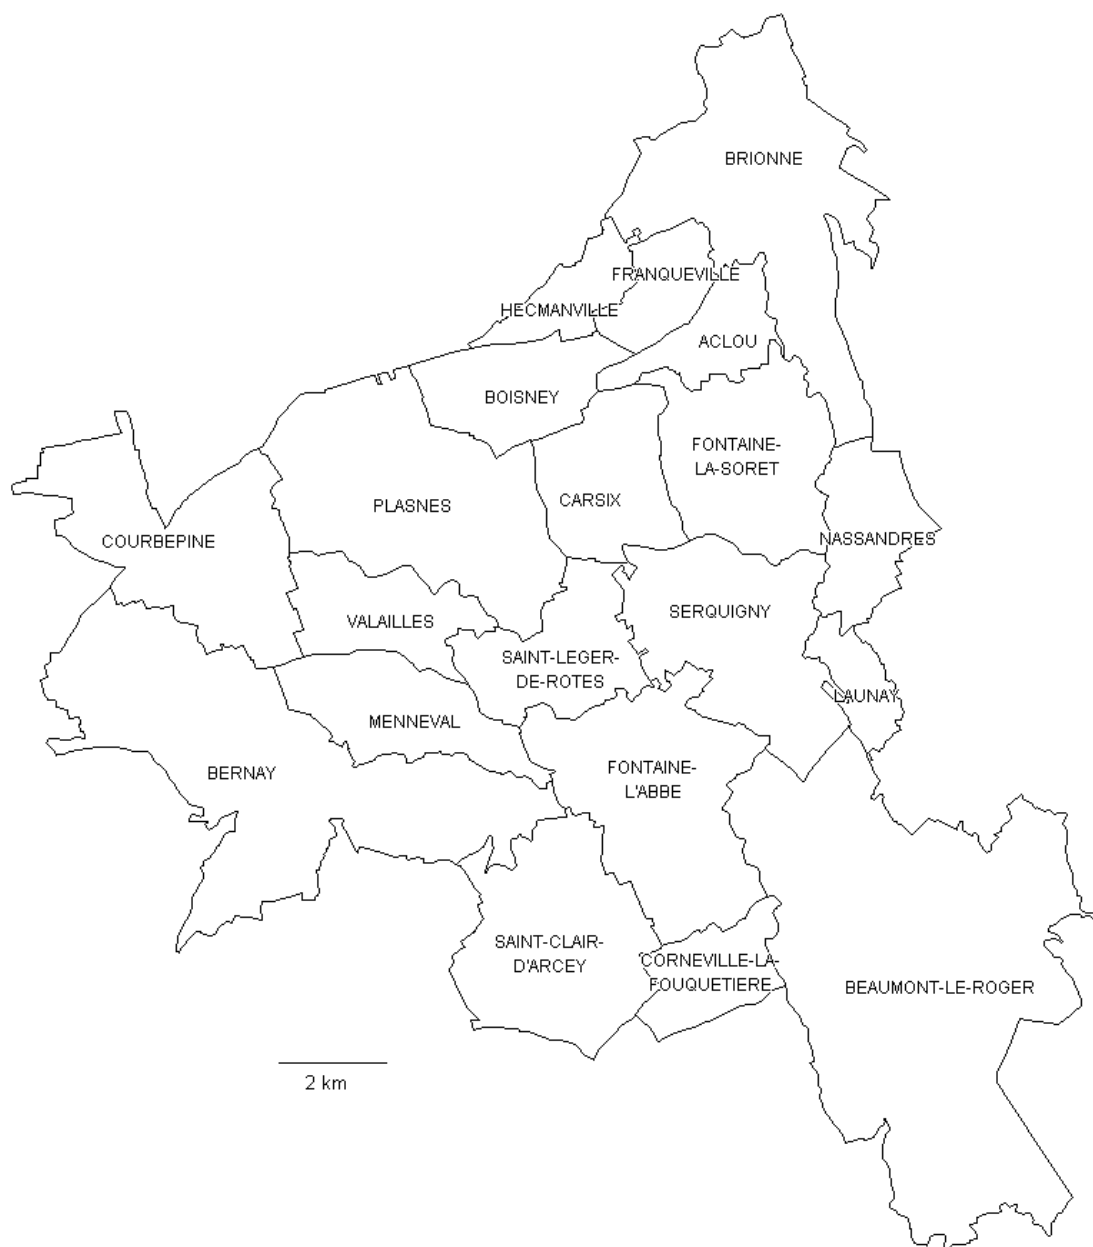 BRIONNE
FRANQUEVILLE
HECMANVILLE
ACLOU
BOISNEY
FONTAINE-
LA-SORET
PLASNES
CARSIX
COURBEPINE
NASSANDRES
VALAILLES
SERQUIGNY
SAINT-LEGER-
DE-ROTES
LAUNAY
MENNEVAL
BERNAY
FONTAINE-
L'ABBE
SAINT-CLAIR-
D'ARCEY
CORNEVILLE-LA-
FOUQUETIERE
BEAUMONT-LE-ROGER
2 km